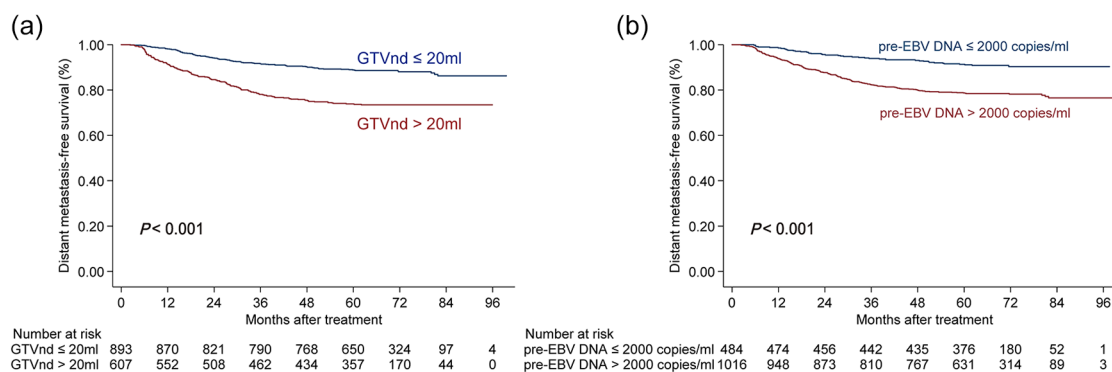 (a)
Distant metastasis-free survival (%)
1.00
0.80
0.60
0.40
0.20
0.00
GTVnd ≤ 20ml
GTVnd > 20ml
P< 0.001
0 12 24 36 48 60 72 84 96
Months after treatment
Number at risk
GTVnd ≤ 20ml 893 870 821 790 768 650 324 97 4
GTVnd > 20ml 607 552 508 462 434 357 170 44 0
(b)
Distant metastasis-free survival (%)
1.00
0.80
0.60
0.40
0.20
0.00
pre-EBV DNA ≤ 2000 copies/ml
pre-EBV DNA > 2000 copies/ml
P< 0.001
0 12 24 36 48 60 72 84 96
Months after treatment
Number at risk
pre-EBV DNA ≤ 2000 copies/ml 484 474 456 442 435 376 180 52 1
pre-EBV DNA > 2000 copies/ml 1016 948 873 810 767 631 314 89 3